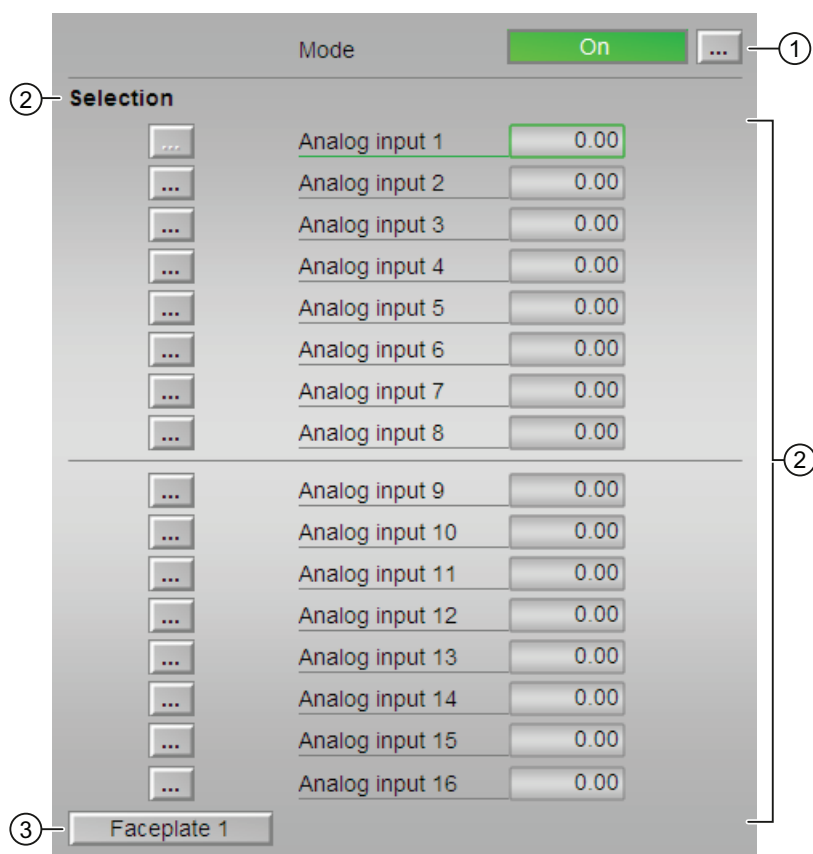 Mode On ... 1
2 Selection
... Analog input 1 0.00
... Analog input 2 0.00
... Analog input 3 0.00
... Analog input 4 0.00
... Analog input 5 0.00
... Analog input 6 0.00
... Analog input 7 0.00
... Analog input 8 0.00
2
... Analog input 9 0.00
... Analog input 10 0.00
... Analog input 11 0.00
... Analog input 12 0.00
... Analog input 13 0.00
... Analog input 14 0.00
... Analog input 15 0.00
... Analog input 16 0.00
3 Faceplate 1